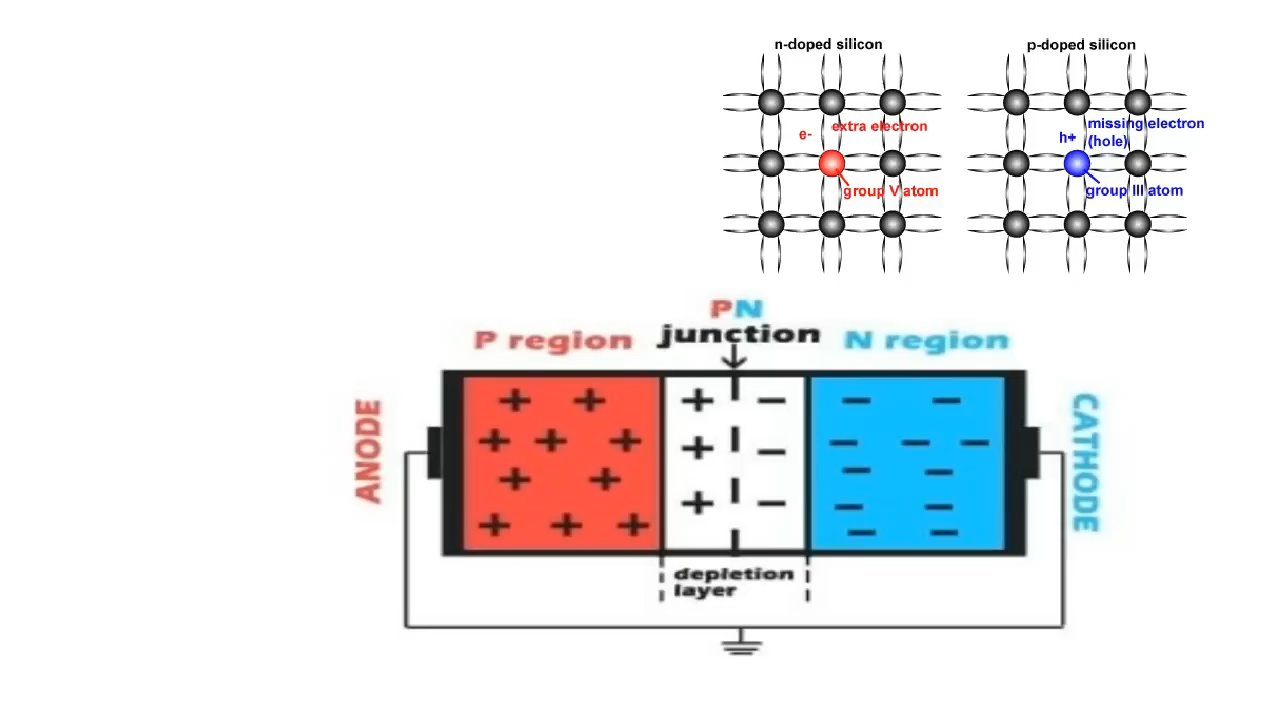 n-doped silicon
e-
extra electron
group V atom
p-doped silicon
missing electron
h+
(hole)
group III atom
PN
junction
P region
N region
ANODE
CATHODE
depletion
layer